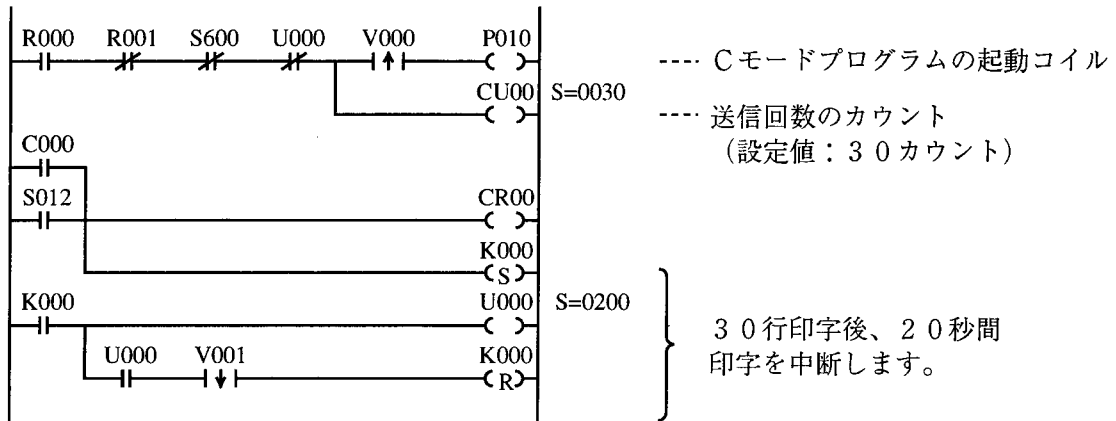 R000 R001 S600 U000 V000 P010
---- Cモードプログラムの起動コイル
CU00 S=0030
---- 送信回数のカウント
(設定値:30カウント)
C000
S012 CR00
K000
S
K000 U000 S=0200
30行印字後、20秒間
印字を中断します。
U000 V001 K000
R